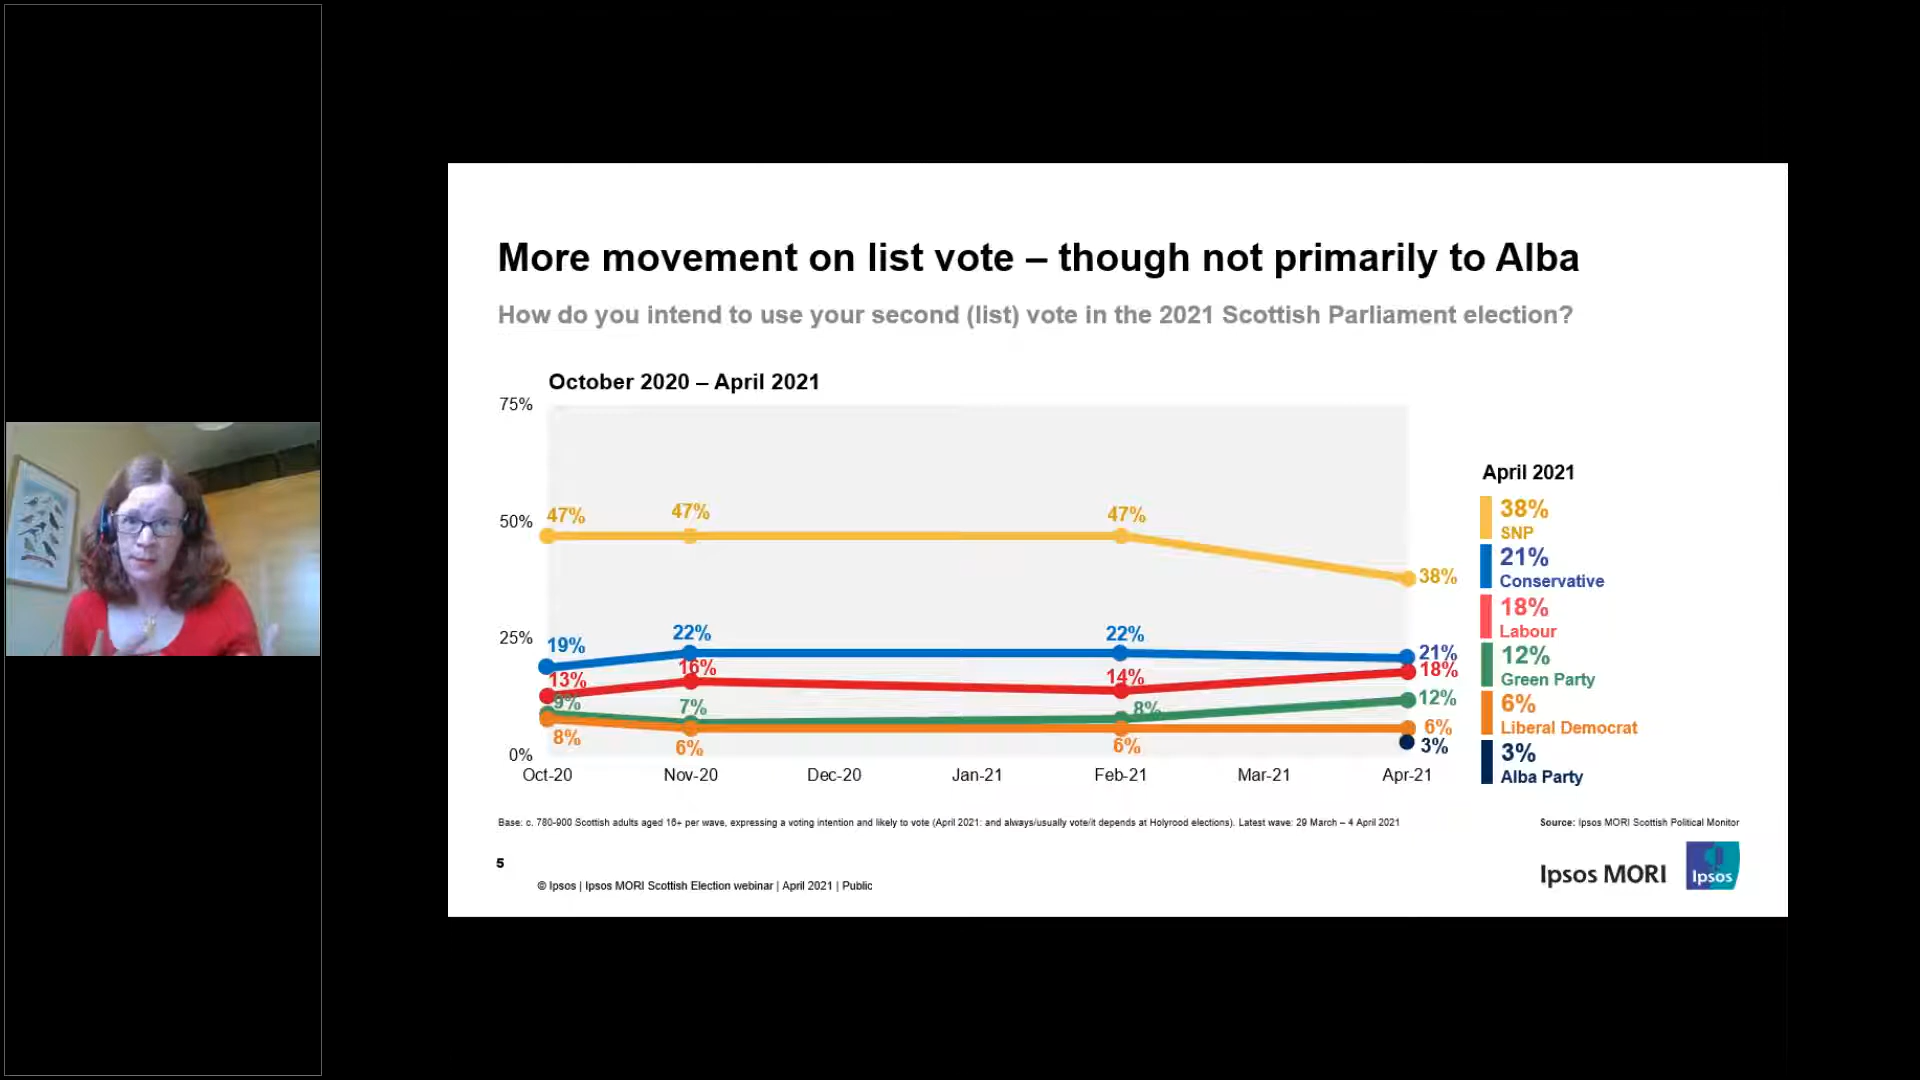 More movement on list vote – though not primarily to Alba
How do you intend to use your second (list) vote in the 2021 Scottish Parliament election?
October 2020 – April 2021
75%
50%
25%
0%
47%
47%
47%
38%
19%
22%
22%
21%
13%
16%
14%
18%
9%
7%
8%
12%
8%
6%
6%
6%
3%
Oct-20
Nov-20
Dec-20
Jan-21
Feb-21
Mar-21
Apr-21
April 2021
38%
SNP
21%
Conservative
18%
Labour
12%
Green Party
6%
Liberal Democrat
3%
Alba Party
Base: c. 780-900 Scottish adults aged 16+ per wave, expressing a voting intention and likely to vote (April 2021: and always/usually vote/it depends at Holyrood elections). Latest wave: 29 March – 4 April 2021
Source: Ipsos MORI Scottish Political Monitor
5
© Ipsos | Ipsos MORI Scottish Election webinar | April 2021 | Public
Ipsos MORI
Ipsos